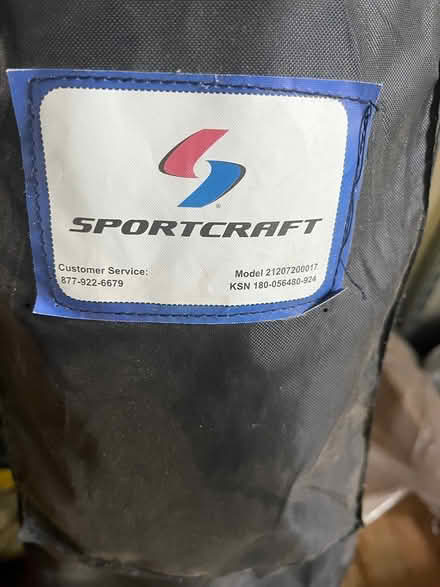 ®
SPORTCRAFT
Customer Service:
877-922-6679
Model 21207200017
KSN 180-056480-924